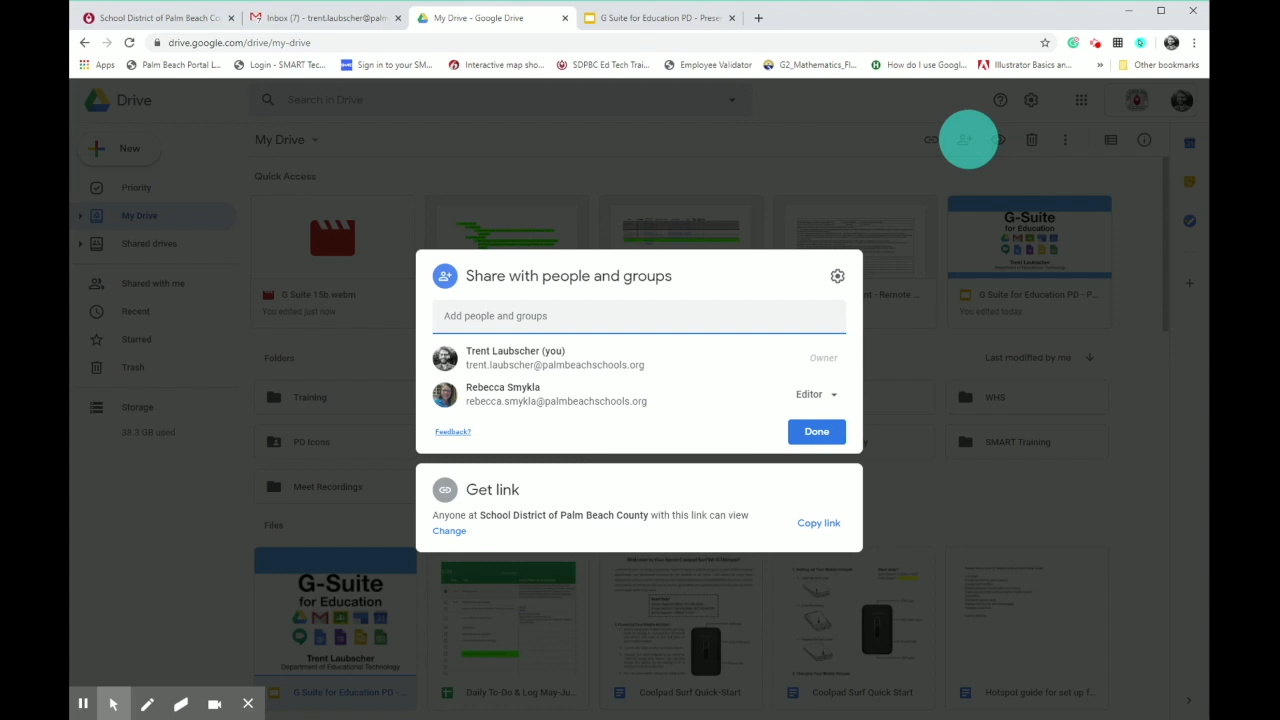 School District of Palm Beach Co
Inbox (7) - trent.laubscher@palm
My Drive - Google Drive
G Suite for Education PD - Prese
drive.google.com/drive/my-drive
Apps
Palm Beach Portal L...
Login - SMART Tec...
Sign in to your SM...
Interactive map sho...
SDPBC Ed Tech Trai...
Employee Validator
G2_Mathematics_Fl...
How do I use Googl...
Illustrator Basics an...
»
Other bookmarks
Drive
Search in Drive
New
My Drive
Priority
My Drive
Shared drives
Shared with me
Recent
Starred
Trash
Storage
38.3 GB used
Quick Access
G-Suite
for Education
Trent Laubscher
G Suite 15b.webm
You edited just now
nt - Remote ...
G Suite for Education PD - P...
You edited today
Share with people and groups
Add people and groups
Trent Laubscher (you)
trent.laubscher@palmbeachschools.org
Owner
Rebecca Smykla
rebecca.smykla@palmbeachschools.org
Editor
Feedback?
Done
Get link
Anyone at School District of Palm Beach County with this link can view
Change
Copy link
Folders
Last modified by me
Training
WHS
PD Icons
SMART Training
Meet Recordings
Files
G-Suite
for Education
Trent Laubscher
Department of Educational Technology
G Suite for Education PD - ...
Daily To-Do & Log May-Ju...
Coolpad Surf Quick-Start
Coolpad Surf Quick Start
Hotspot guide for set up f...